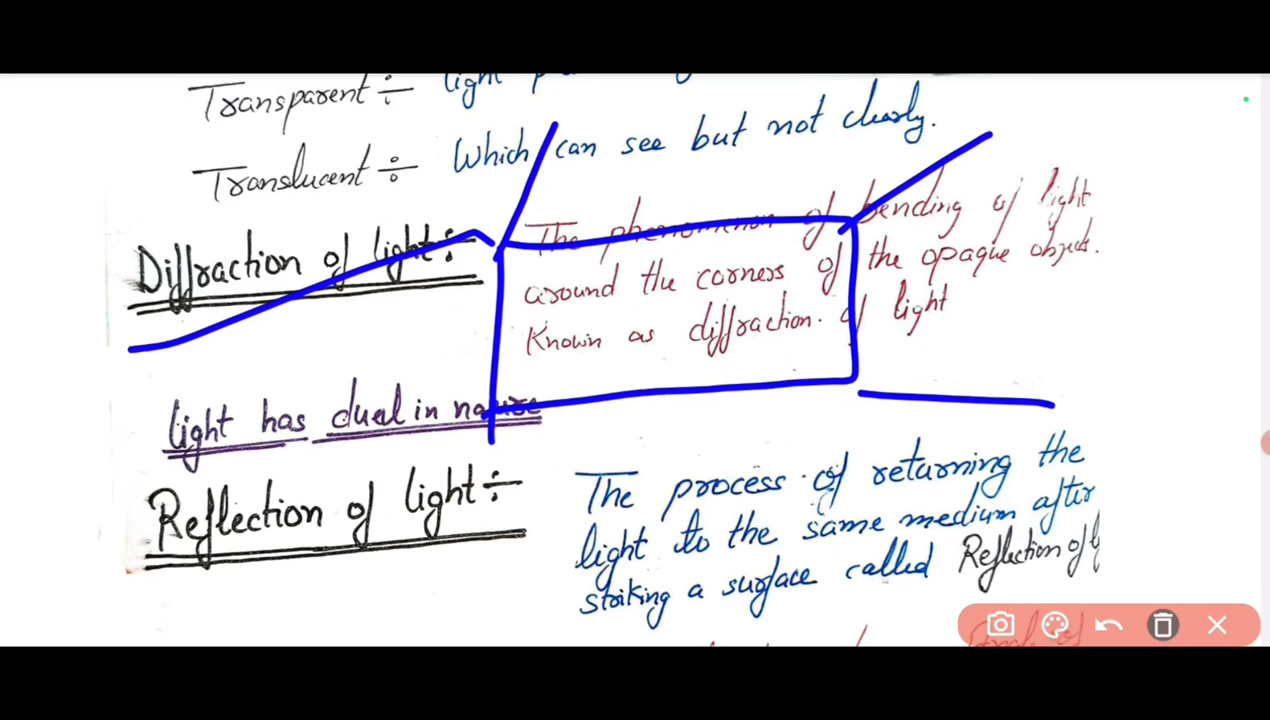 Transparent ÷ light
Translucent ÷ Which can see but not clearly.
Diffraction of light :- The phenomenon of bending of light
around the corners of the opaque objects.
Known as diffraction. of light
light has dual in nature
Reflection of light ÷ The process of returning the
light to the same medium after
striking a surface called Reflection of